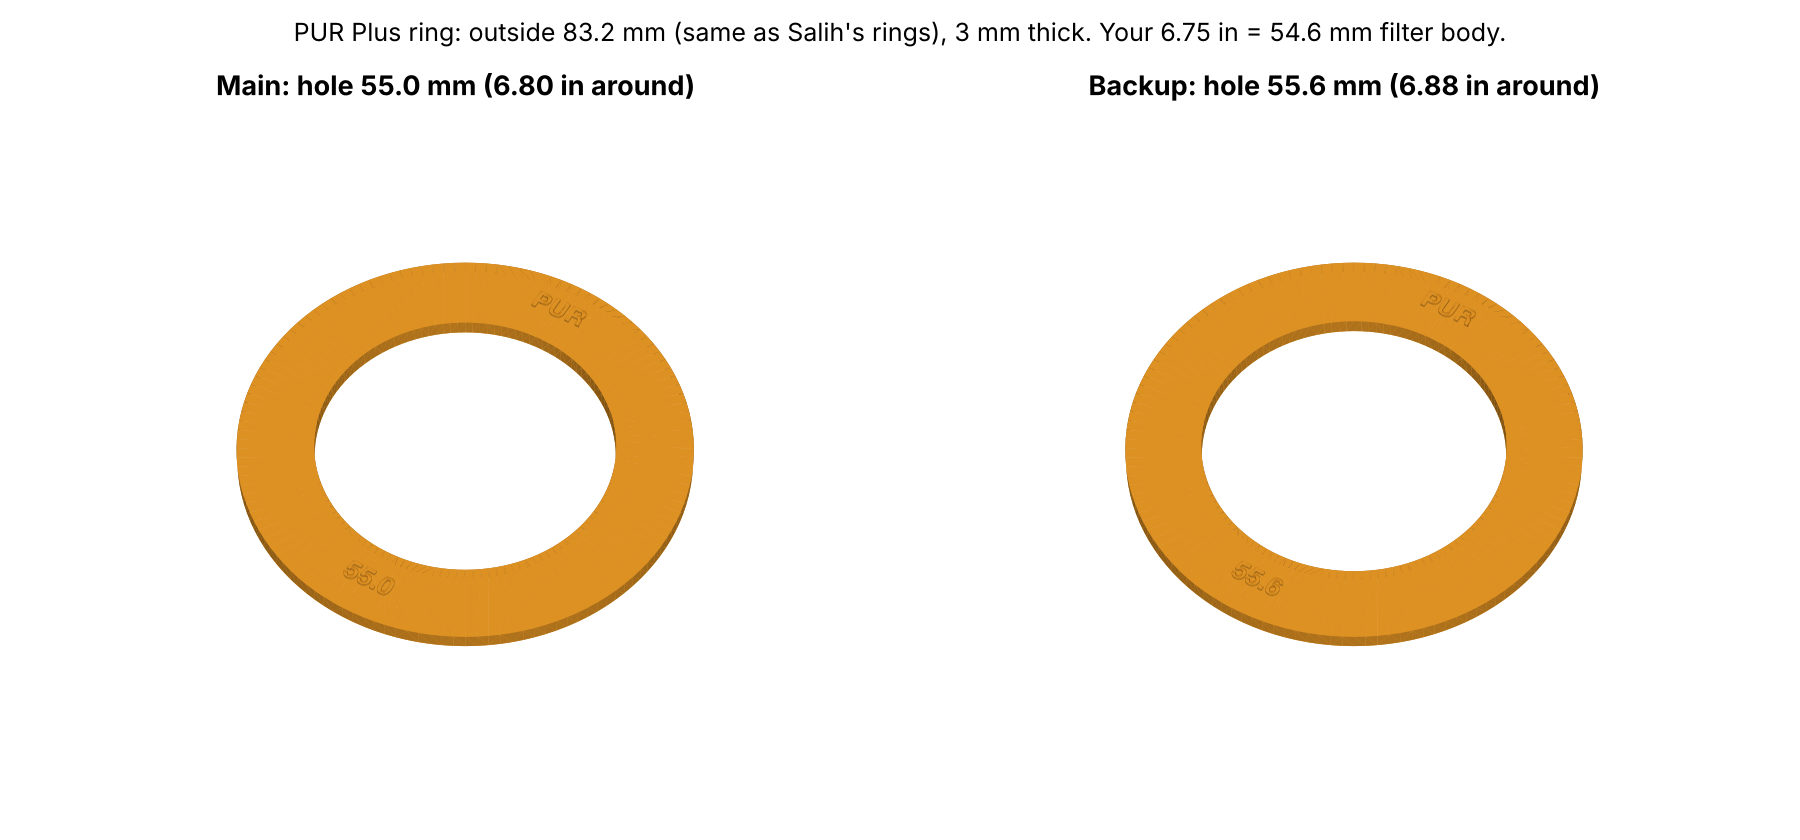 PUR Plus ring: outside 83.2 mm (same as Salih's rings), 3 mm thick. Your 6.75 in = 54.6 mm filter body.
Main: hole 55.0 mm (6.80 in around)
Backup: hole 55.6 mm (6.88 in around)
PUR
55.0
PUR
55.6